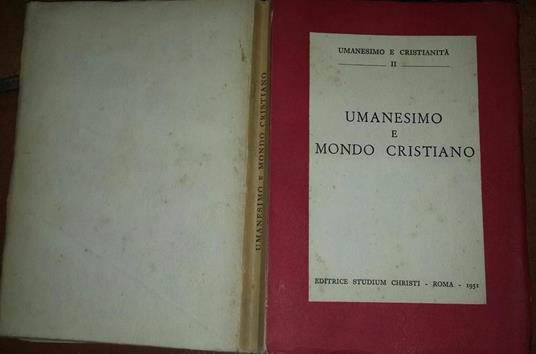 UMANESIMO E MONDO CRISTIANO
UMANESIMO E CRISTIANITÀ
II
UMANESIMO
E
MONDO CRISTIANO
EDITRICE STUDIUM CHRISTI - ROMA - 1951